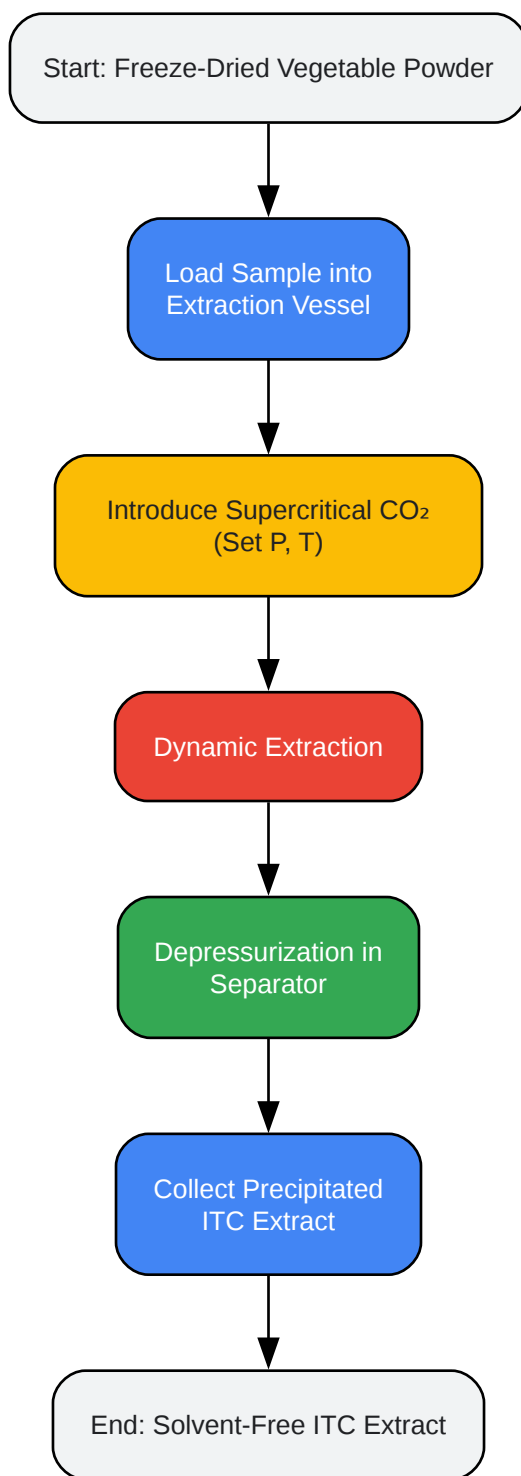 Start: Freeze-Dried Vegetable Powder
Load Sample into
Extraction Vessel
Introduce Supercritical CO₂
(Set P, T)
Dynamic Extraction
Depressurization in
Separator
Collect Precipitated
ITC Extract
End: Solvent-Free ITC Extract